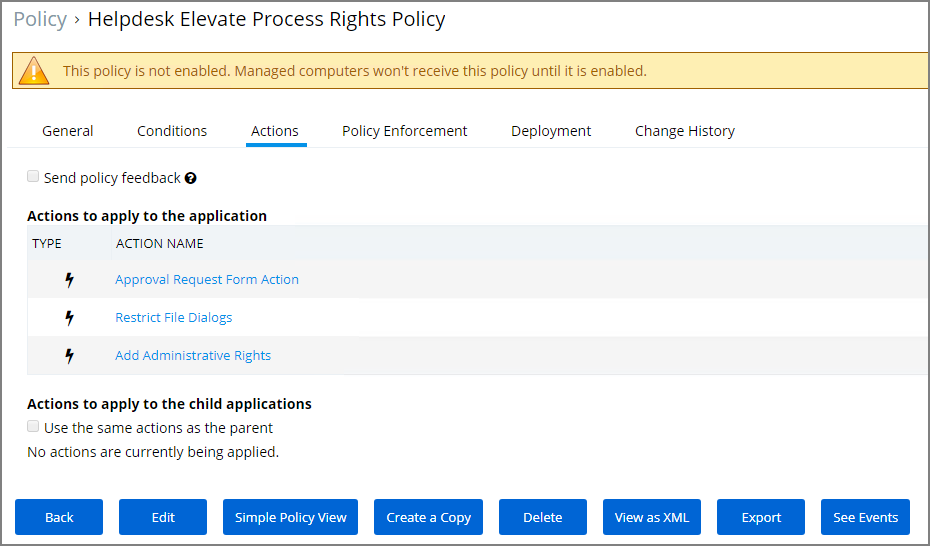 Policy › Helpdesk Elevate Process Rights Policy
This policy is not enabled. Managed computers won't receive this policy until it is enabled.
General Conditions Actions Policy Enforcement Deployment Change History
Send policy feedback
Actions to apply to the application
TYPE ACTION NAME
Approval Request Form Action
Restrict File Dialogs
Add Administrative Rights
Actions to apply to the child applications
Use the same actions as the parent
No actions are currently being applied.
Back Edit Simple Policy View Create a Copy Delete View as XML Export See Events